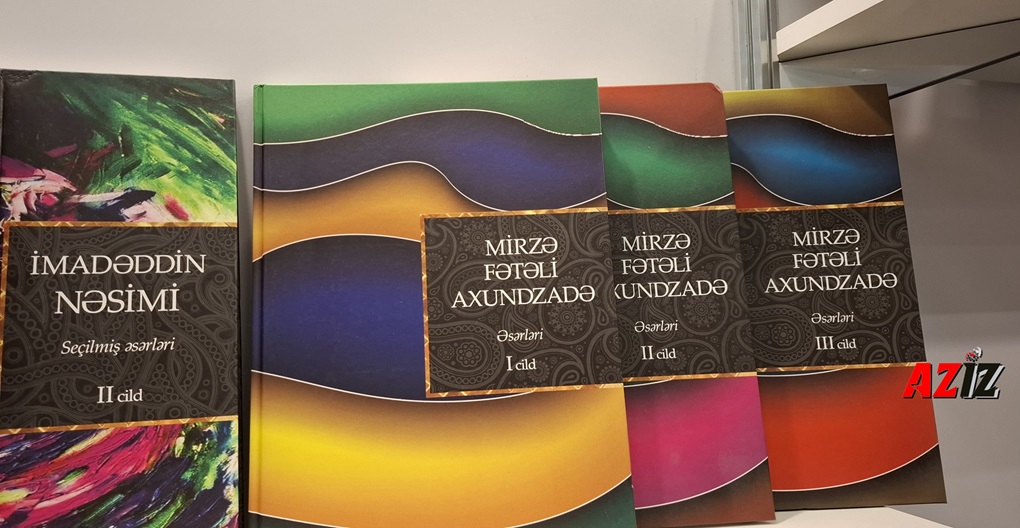 İMADƏDDİN
NƏSİMİ
Seçilmiş əsərləri
II cild
MİRZƏ
FƏTƏLİ
AXUNDZADƏ
Əsərləri
I cild
MİRZƏ
FƏTƏLİ
XUNDZADƏ
Əsərləri
II cild
MİRZƏ
FƏTƏLİ
AXUNDZADƏ
Əsərləri
III cild
AZİZ